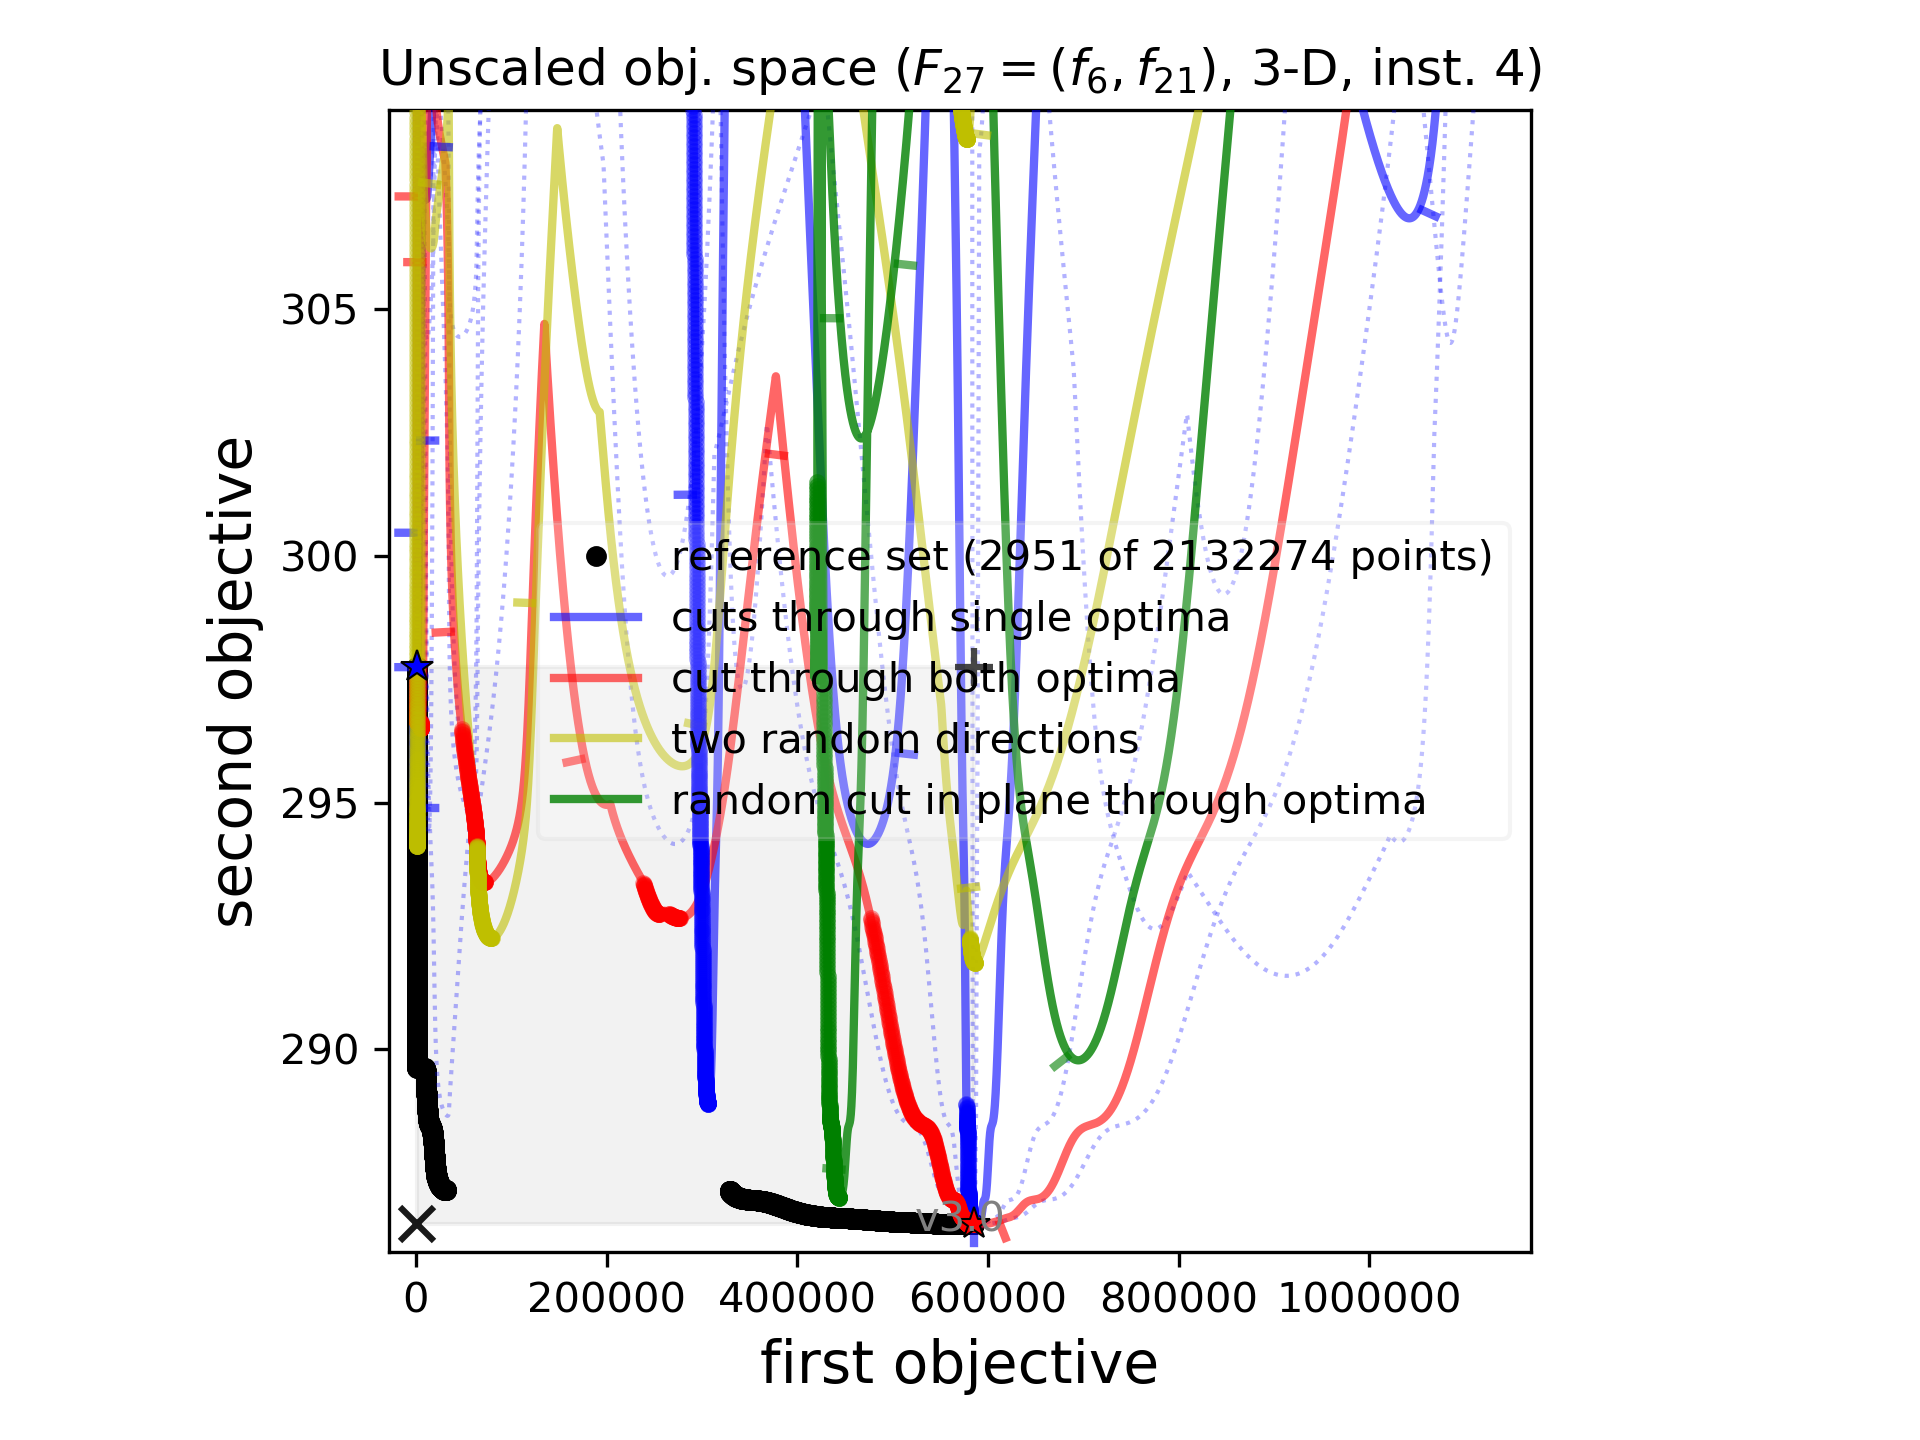 Unscaled obj. space (F₂₇ = (f₆, f₂₁), 3-D, inst. 4)
305
300
295
290
second objective
reference set (2951 of 2132274 points)
cuts through single optima
cut through both optima
two random directions
random cut in plane through optima
v3.0
0 200000 400000 600000 800000 1000000
first objective